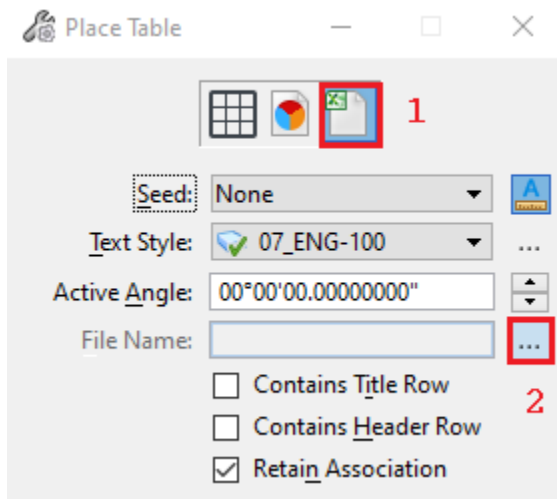 Place Table
1
Seed: None
Text Style: 07_ENG-100 ...
Active Angle: 00°00'00.00000000"
File Name: ...
2
Contains Title Row
Contains Header Row
Retain Association